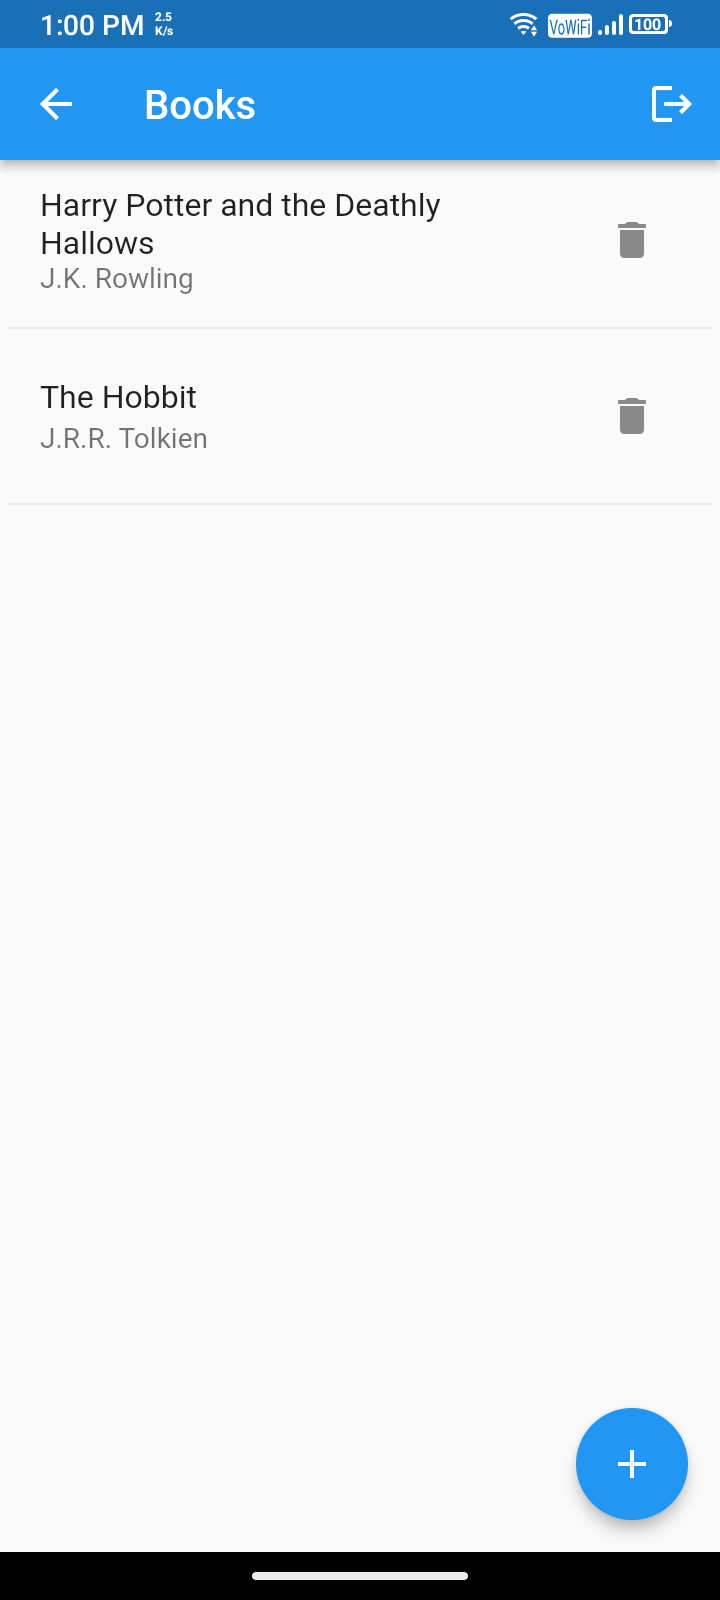 1:00 PM
2.5
K/s
VoWiFi
100
Books
Harry Potter and the Deathly
Hallows
J.K. Rowling
The Hobbit
J.R.R. Tolkien